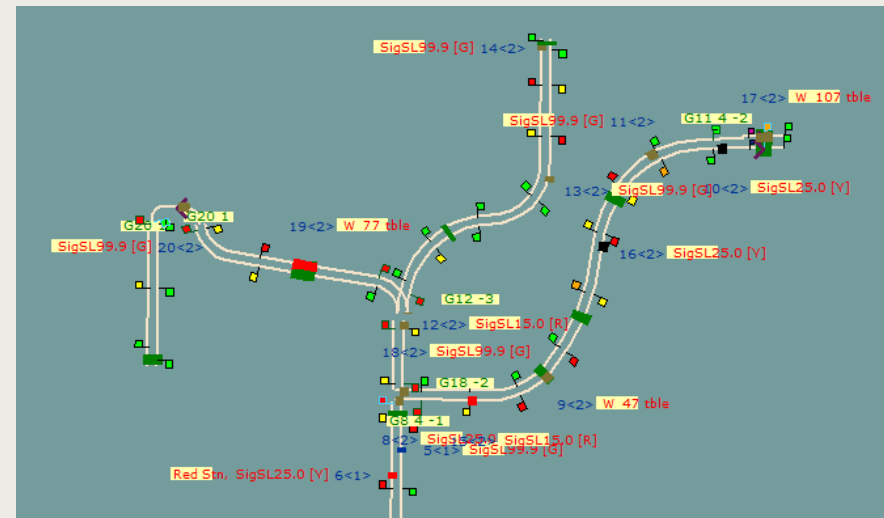 SigSL99.9 [G] 14<2>
17<2> W 107 tble
SigSL99.9 [G] 11<2>
G11 4 -2
13<2> SigSL99.9 [G]
10<2> SigSL25.0 [Y]
G20 1
19<2> W 77 tble
SigSL99.9 [G] 20<2>
16<2> SigSL25.0 [Y]
G12 -3
12<2> SigSL15.0 [R]
18<2> SigSL99.9 [G]
G18 -2
9<2> W 47 tble
G8 4 -1
8<2> SigSL25.0
SigSL15.0 [R]
5<1> SigSL99.9 [G]
Red Stn, SigSL25.0 [Y] 6<1>